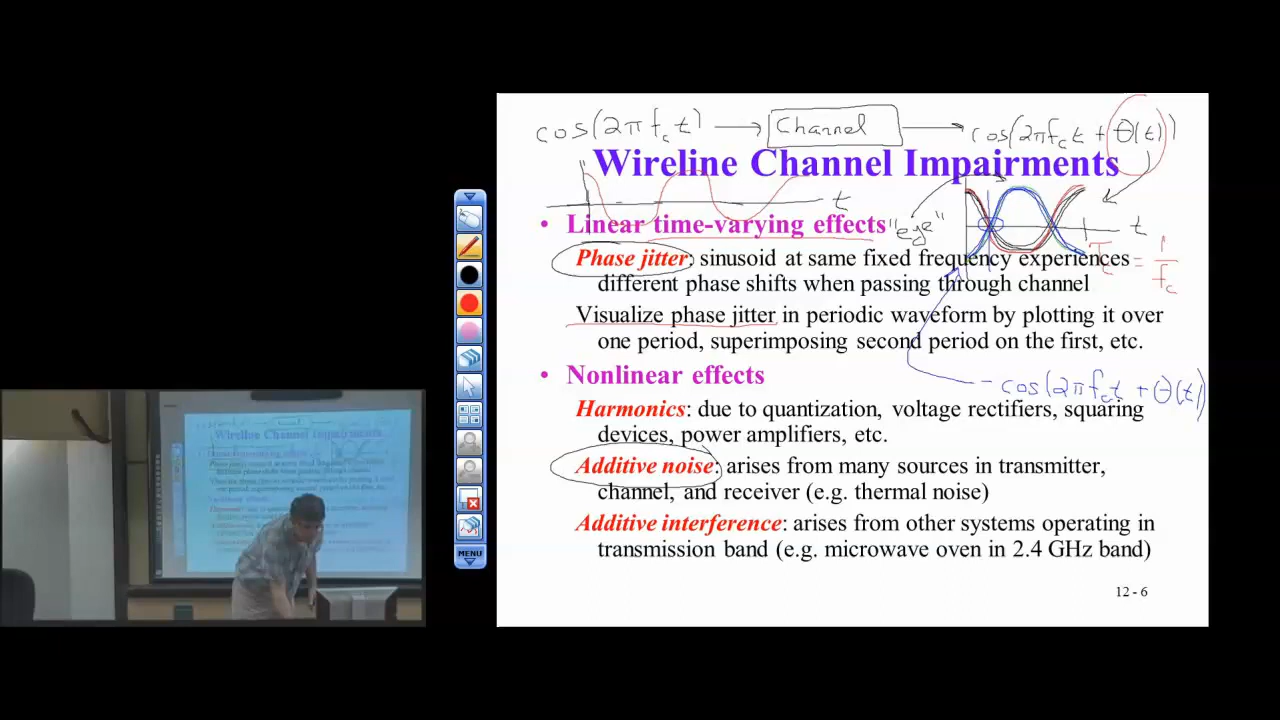 cos(2π f_c t) → Channel → cos(2πf_c t + θ(t))
Wireline Channel Impairments
t
• Linear time-varying effects "eye" t
Phase jitter: sinusoid at same fixed frequency experiences
different phase shifts when passing through channel
τ = 1/f_c
Visualize phase jitter in periodic waveform by plotting it over
one period, superimposing second period on the first, etc.
• Nonlinear effects
- cos(2πf_c t + θ(t))
Harmonics: due to quantization, voltage rectifiers, squaring
devices, power amplifiers, etc.
Additive noise: arises from many sources in transmitter,
channel, and receiver (e.g. thermal noise)
Additive interference: arises from other systems operating in
transmission band (e.g. microwave oven in 2.4 GHz band)
12 - 6
MENU